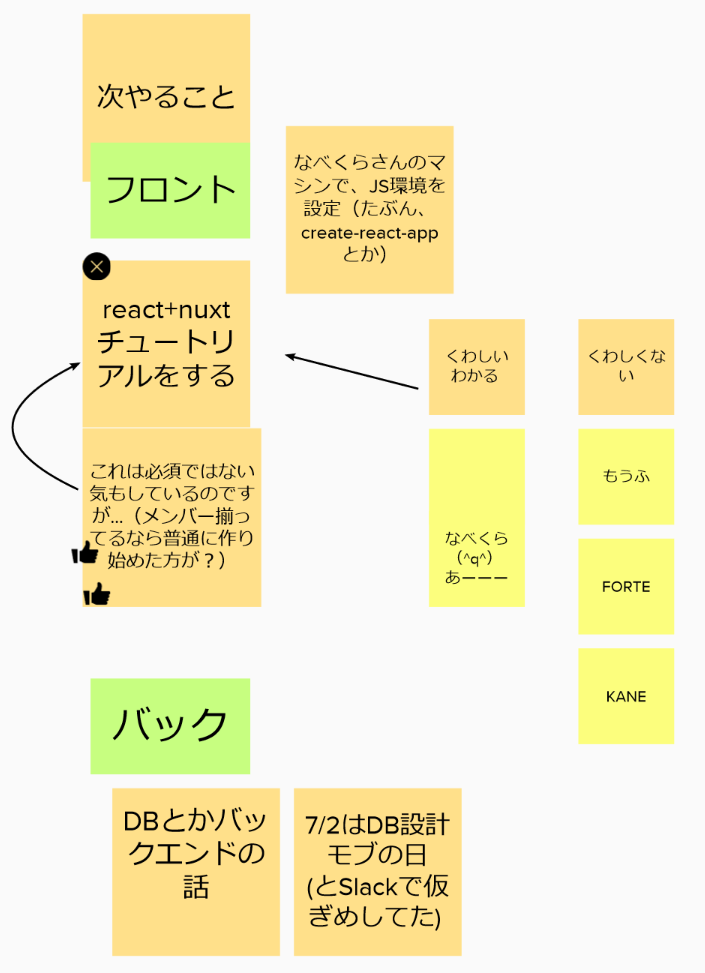 次やること
フロント
なべくらさんのマ
シンで、JS環境を
設定（たぶん、
create-react-app
とか）
react+nuxt
チュートリ
アルをする
くわしい
わかる
くわしくな
い
これは必須ではない
気もしているのです
が...（メンバー揃っ
てるなら普通に作り
始めた方が？）
なべくら
（^q^）
あーーー
もうふ
FORTE
KANE
バック
DBとかバッ
クエンドの
話
7/2はDB設計
モブの日
(とSlackで仮
ぎめしてた)